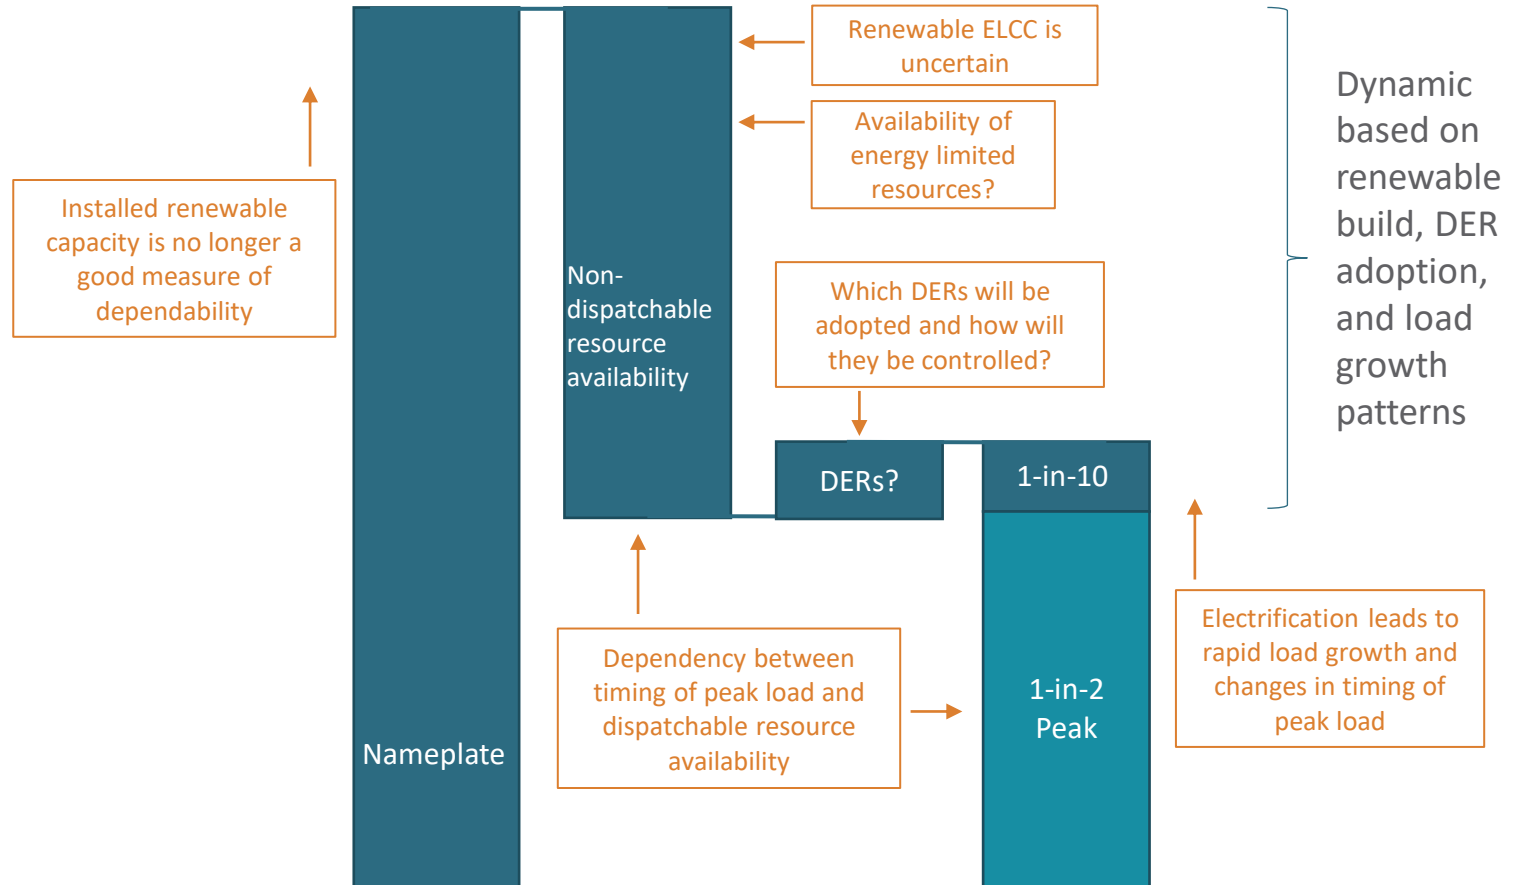 Renewable ELCC is
uncertain
Availability of
energy limited
resources?
Dynamic
based on
renewable
build, DER
adoption,
and load
growth
patterns
Installed renewable
capacity is no longer a
good measure of
dependability
Non-
dispatchable
resource
availability
Which DERs will be
adopted and how will
they be controlled?
DERs?
1-in-10
Dependency between
timing of peak load and
dispatchable resource
availability
1-in-2
Peak
Electrification leads to
rapid load growth and
changes in timing of
peak load
Nameplate